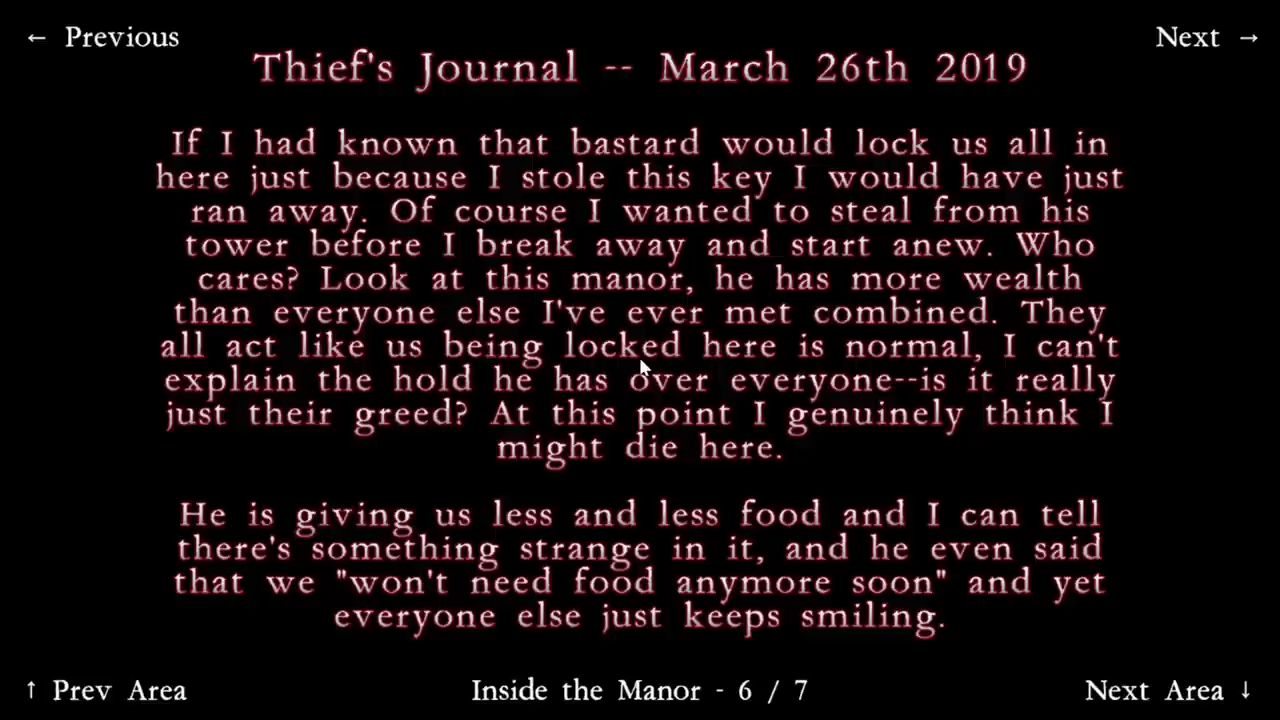 ← Previous
Next →
Thief's Journal -- March 26th 2019
If I had known that bastard would lock us all in
here just because I stole this key I would have just
ran away. Of course I wanted to steal from his
tower before I break away and start anew. Who
cares? Look at this manor, he has more wealth
than everyone else I've ever met combined. They
all act like us being locked here is normal, I can't
explain the hold he has over everyone--is it really
just their greed? At this point I genuinely think I
might die here.
He is giving us less and less food and I can tell
there's something strange in it, and he even said
that we "won't need food anymore soon" and yet
everyone else just keeps smiling.
↑ Prev Area
Inside the Manor - 6 / 7
Next Area ↓